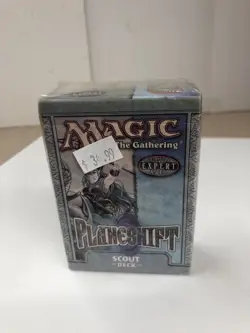 MAGIC
The Gathering
$ 34.99
EXPERT
PLANESHIFT
SCOUT
DECK